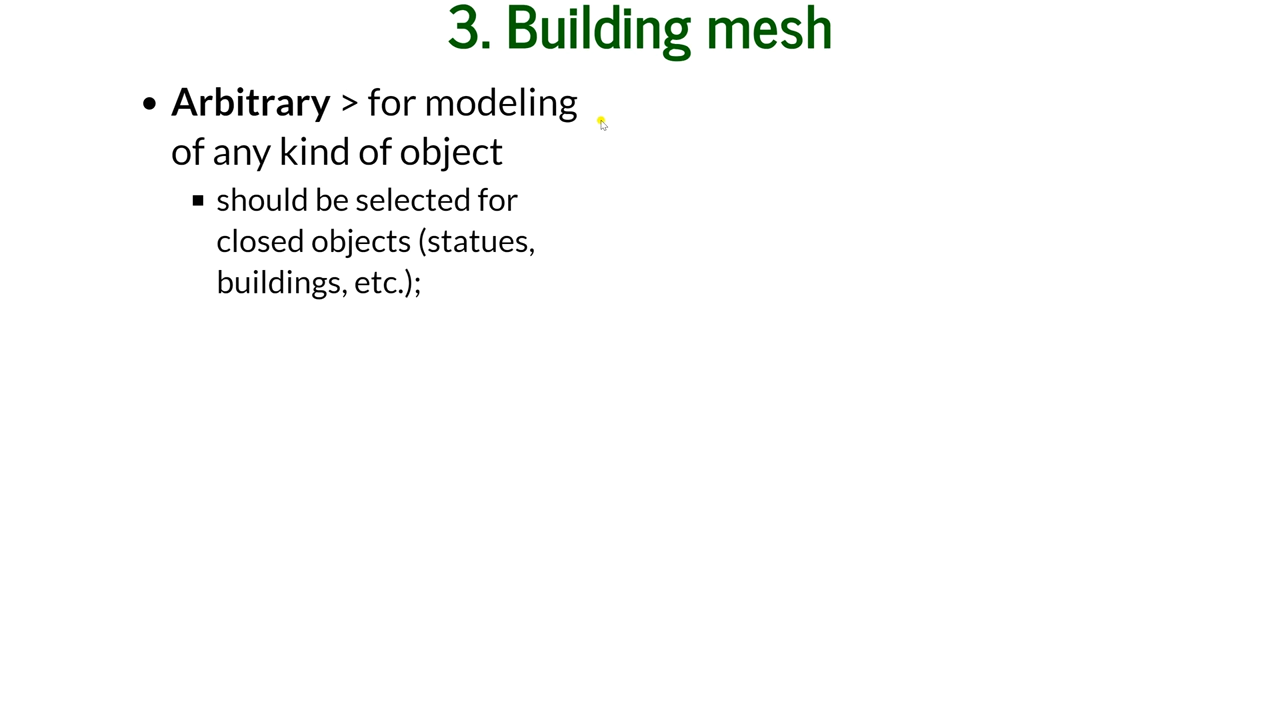 3. Building mesh
• Arbitrary > for modeling
of any kind of object
▪ should be selected for
closed objects (statues,
buildings, etc.);